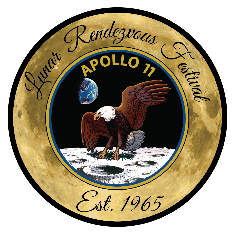 Lunar Rendezvous Festival
APOLLO 11
Est. 1965